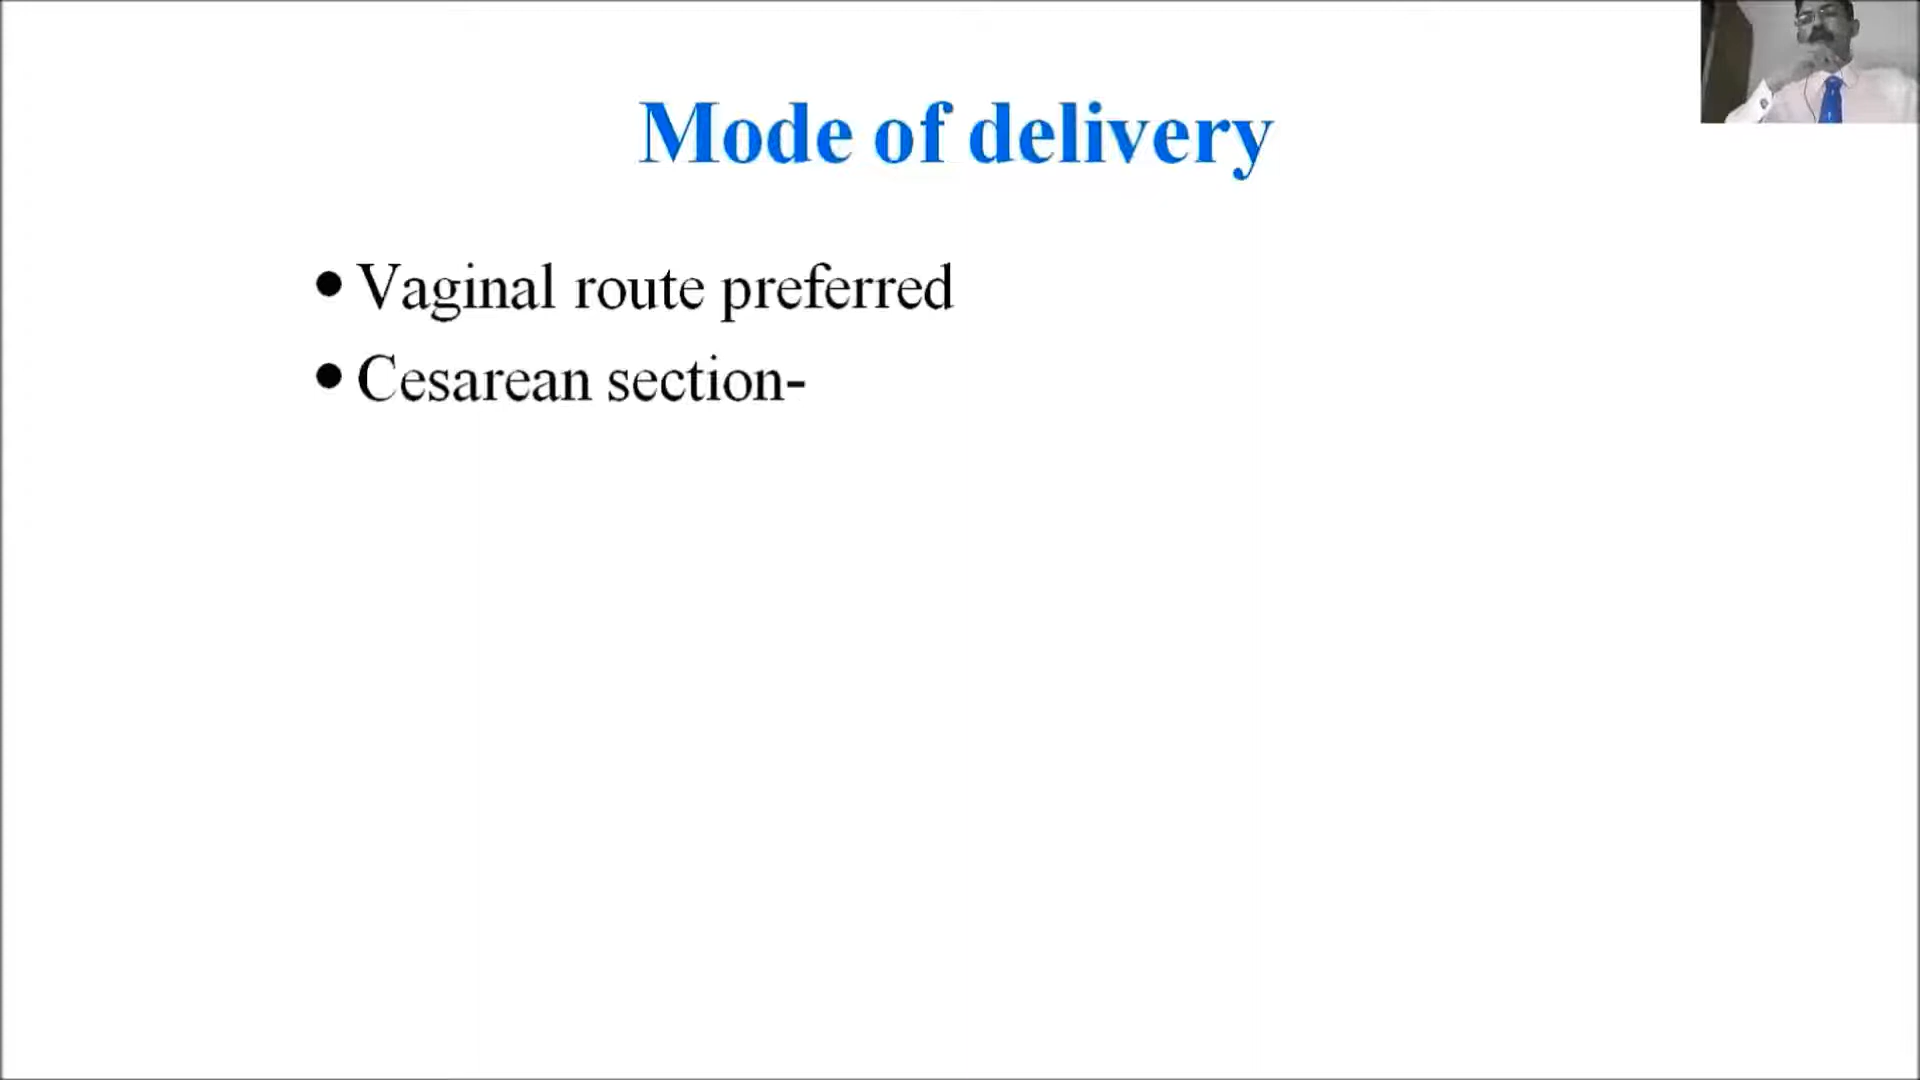 Mode of delivery
• Vaginal route preferred
• Cesarean section-